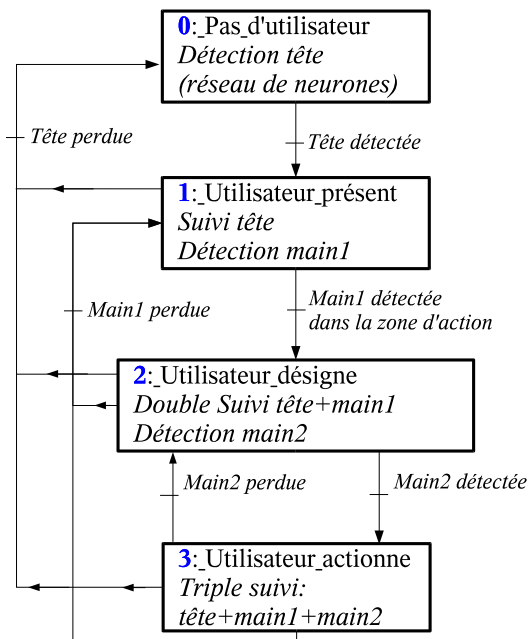 0:_Pas_d'utilisateur
Détection tête
(réseau de neurones)
Tête perdue
Tête détectée
1:_Utilisateur_présent
Suivi tête
Détection main1
Main1 perdue
Main1 détectée
dans la zone d'action
2:_Utilisateur_désigne
Double Suivi tête+main1
Détection main2
Main2 perdue
Main2 détectée
3:_Utilisateur_actionne
Triple suivi:
tête+main1+main2